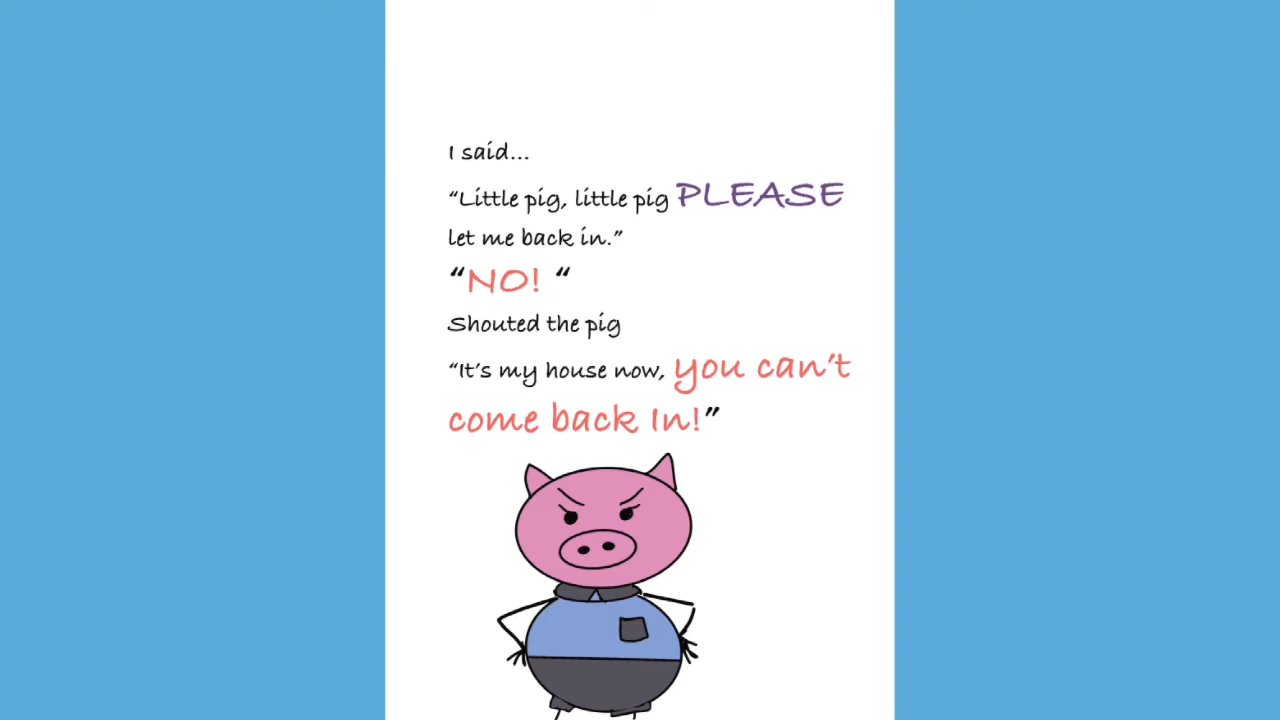 I said...
“Little pig, little pig PLEASE
let me back in.”
“NO! “
Shouted the pig
“It’s my house now, you can’t
come back In!”